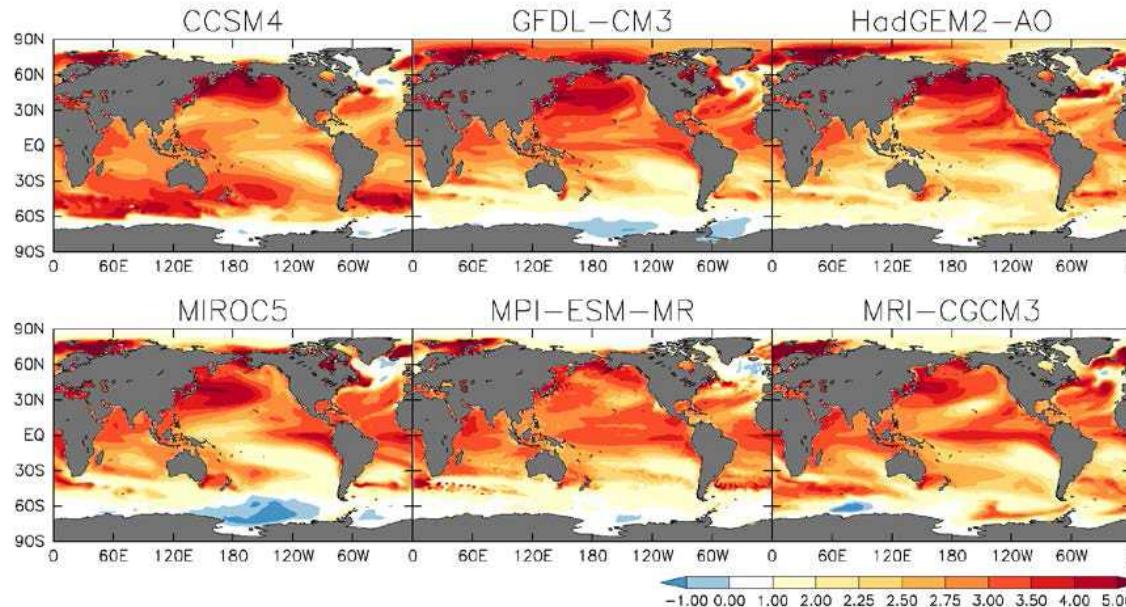 CCSM4 GFDL-CM3 HadGEM2-AO
90N
60N
30N
EQ
30S
60S
90S
0 60E 120E 180 120W 60W 0 60E 120E 180 120W 60W 0 60E 120E 180 120W 60W
MIROC5 MPI-ESM-MR MRI-CGCM3
90N
60N
30N
EQ
30S
60S
90S
0 60E 120E 180 120W 60W 0 60E 120E 180 120W 60W 0 60E 120E 180 120W 60W
-1.00 0.00 1.00 2.00 2.25 2.50 2.75 3.00 3.50 4.00 5.00